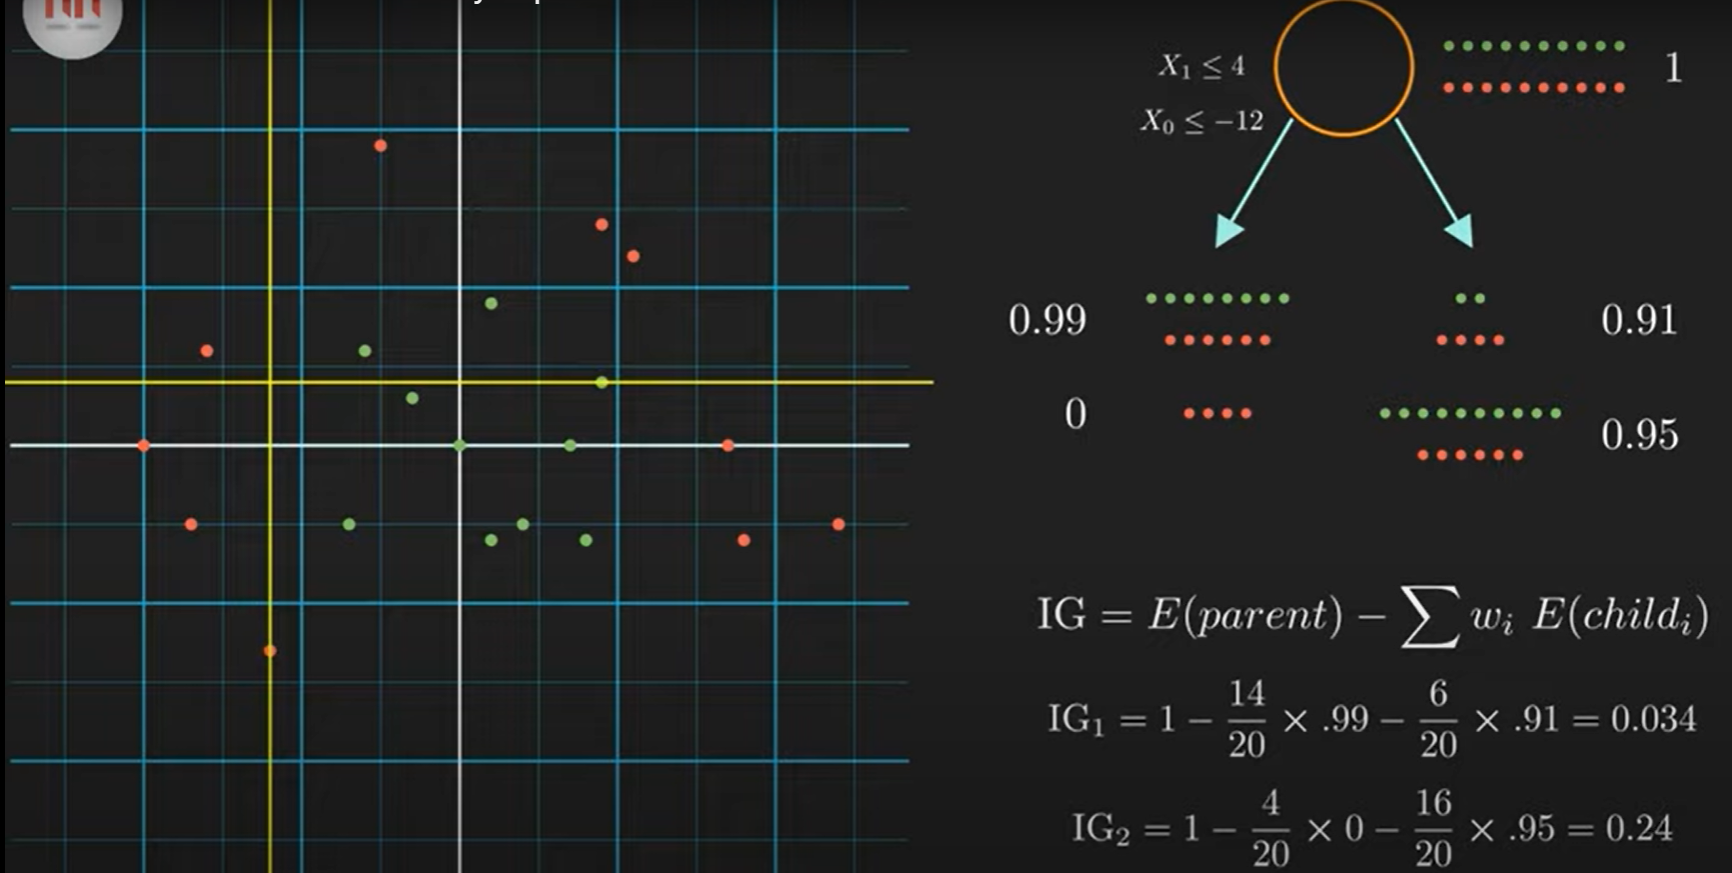 X₁ ≤ 4
1
X₀ ≤ −12
0.99
0.91
0
0.95
IG = E(parent) − ∑ wᵢ E(childᵢ)
IG₁ = 1 − 14/20 × .99 − 6/20 × .91 = 0.034
IG₂ = 1 − 4/20 × 0 − 16/20 × .95 = 0.24